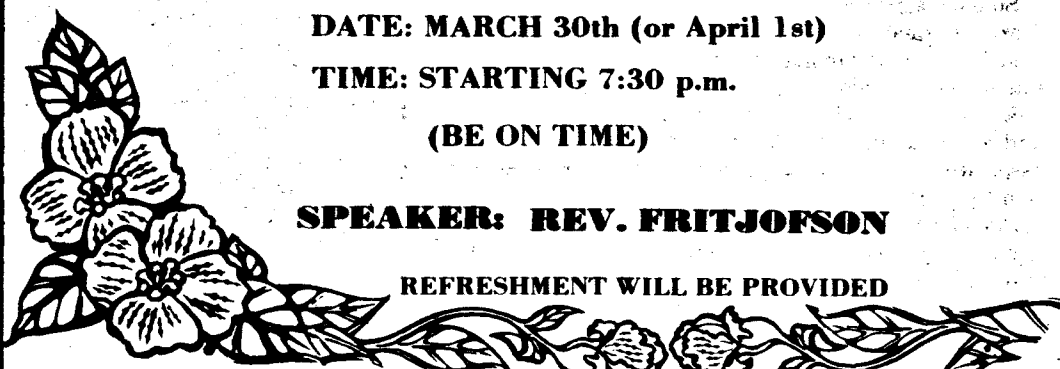 DATE: MARCH 30th (or April 1st)
TIME: STARTING 7:30 p.m.
(BE ON TIME)
SPEAKER: REV. FRITJOFSON
REFRESHMENT WILL BE PROVIDED